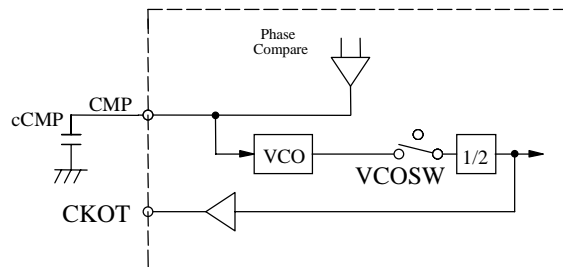 Phase
Compare
CMP
cCMP
VCO
VCOSW
1/2
CKOT